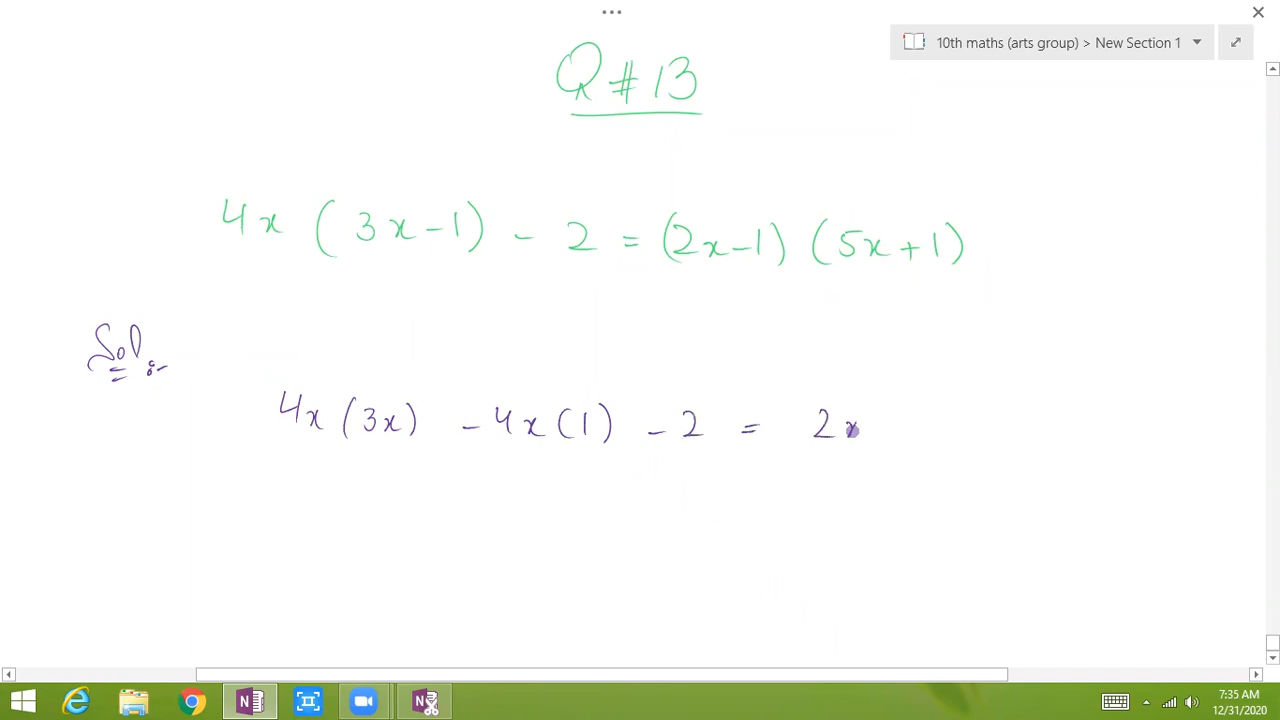 10th maths (arts group) > New Section 1
Q # 13
4x ( 3x-1) - 2 = (2x-1) (5x+1)
Sol :-
4x (3x) - 4x (1) - 2 = 2x
7:35 AM
12/31/2020